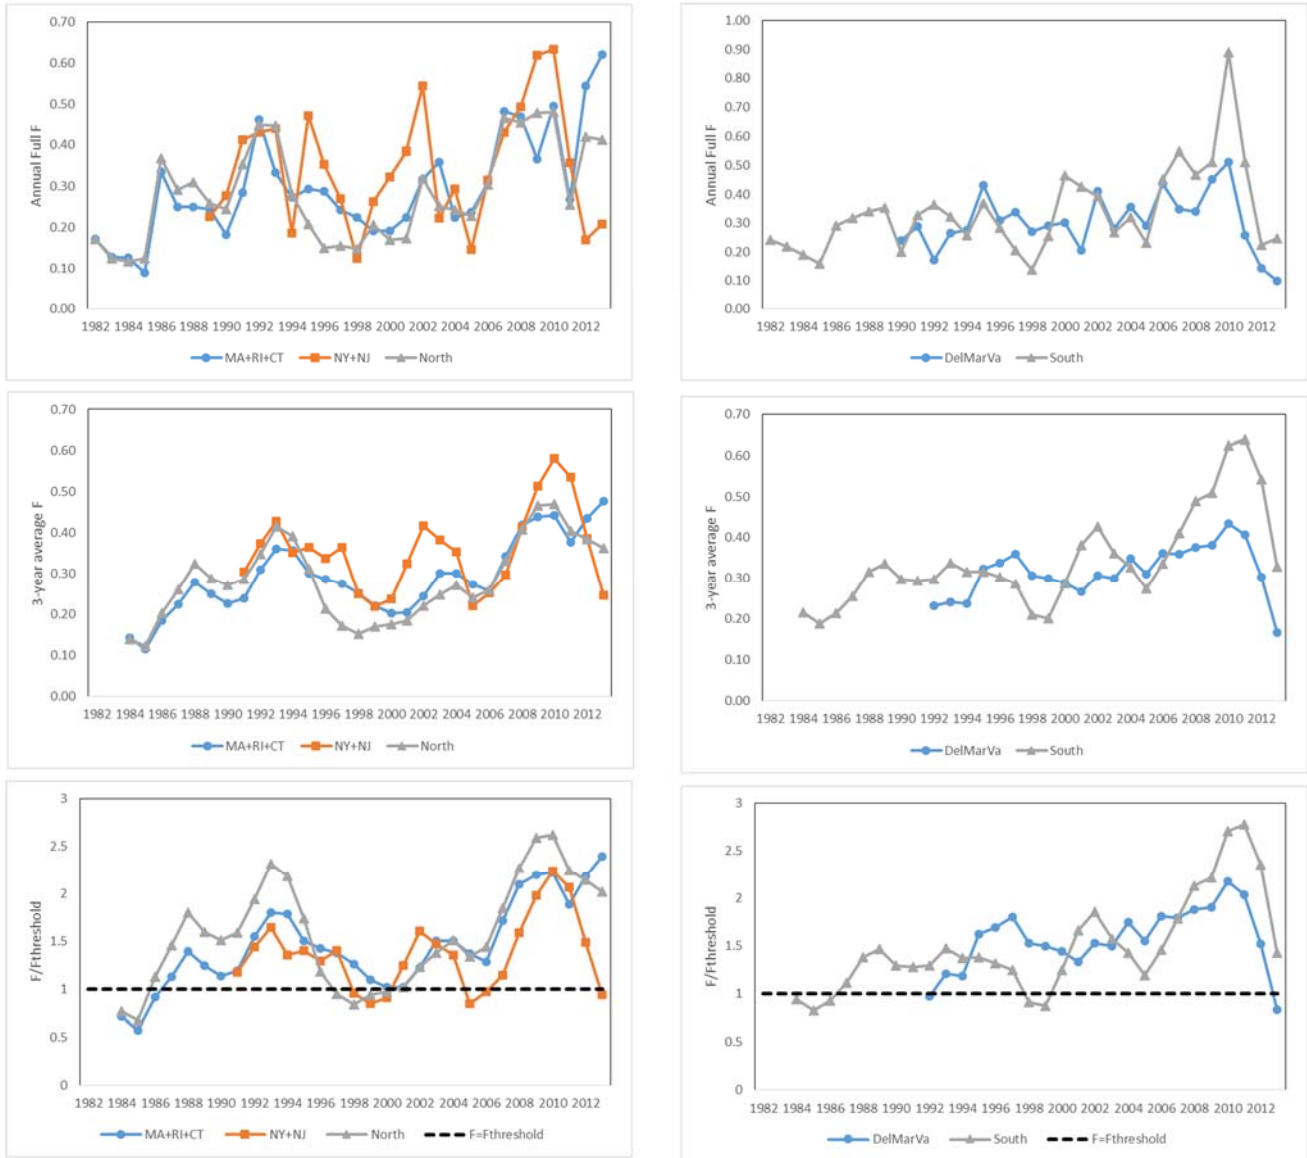 Annual Full F
0.70
0.60
0.50
0.40
0.30
0.20
0.10
0.00
1982 1984 1986 1988 1990 1992 1994 1996 1998 2000 2002 2004 2006 2008 2010 2012
MA+RI+CT NY+NJ North
Annual Full F
1.00
0.90
0.80
0.70
0.60
0.50
0.40
0.30
0.20
0.10
0.00
1982 1984 1986 1988 1990 1992 1994 1996 1998 2000 2002 2004 2006 2008 2010 2012
DelMarVa South
3-year average F
0.70
0.60
0.50
0.40
0.30
0.20
0.10
0.00
1982 1984 1986 1988 1990 1992 1994 1996 1998 2000 2002 2004 2006 2008 2010 2012
MA+RI+CT NY+NJ North
3-year average F
0.70
0.60
0.50
0.40
0.30
0.20
0.10
0.00
1982 1984 1986 1988 1990 1992 1994 1996 1998 2000 2002 2004 2006 2008 2010 2012
DelMarVa South
F/Fthreshold
3
2.5
2
1.5
1
0.5
0
1982 1984 1986 1988 1990 1992 1994 1996 1998 2000 2002 2004 2006 2008 2010 2012
MA+RI+CT NY+NJ North F=Fthreshold
F/Fthreshold
3
2.5
2
1.5
1
0.5
0
1982 1984 1986 1988 1990 1992 1994 1996 1998 2000 2002 2004 2006 2008 2010 2012
DelMarVa South F=Fthreshold